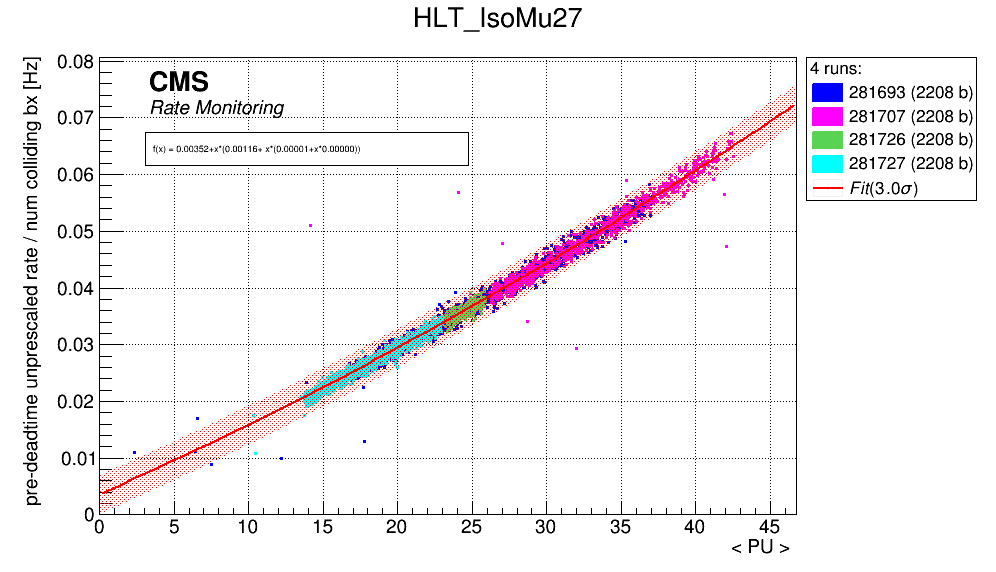 HLT_IsoMu27
pre-deadtime unprescaled rate / num colliding bx [Hz]
0.08
0.07
0.06
0.05
0.04
0.03
0.02
0.01
0
CMS
Rate Monitoring
f(x) = 0.00352+x*(0.00116+ x*(0.00001+x*0.00000))
4 runs:
281693 (2208 b)
281707 (2208 b)
281726 (2208 b)
281727 (2208 b)
Fit(3.0σ)
0 5 10 15 20 25 30 35 40 45
< PU >